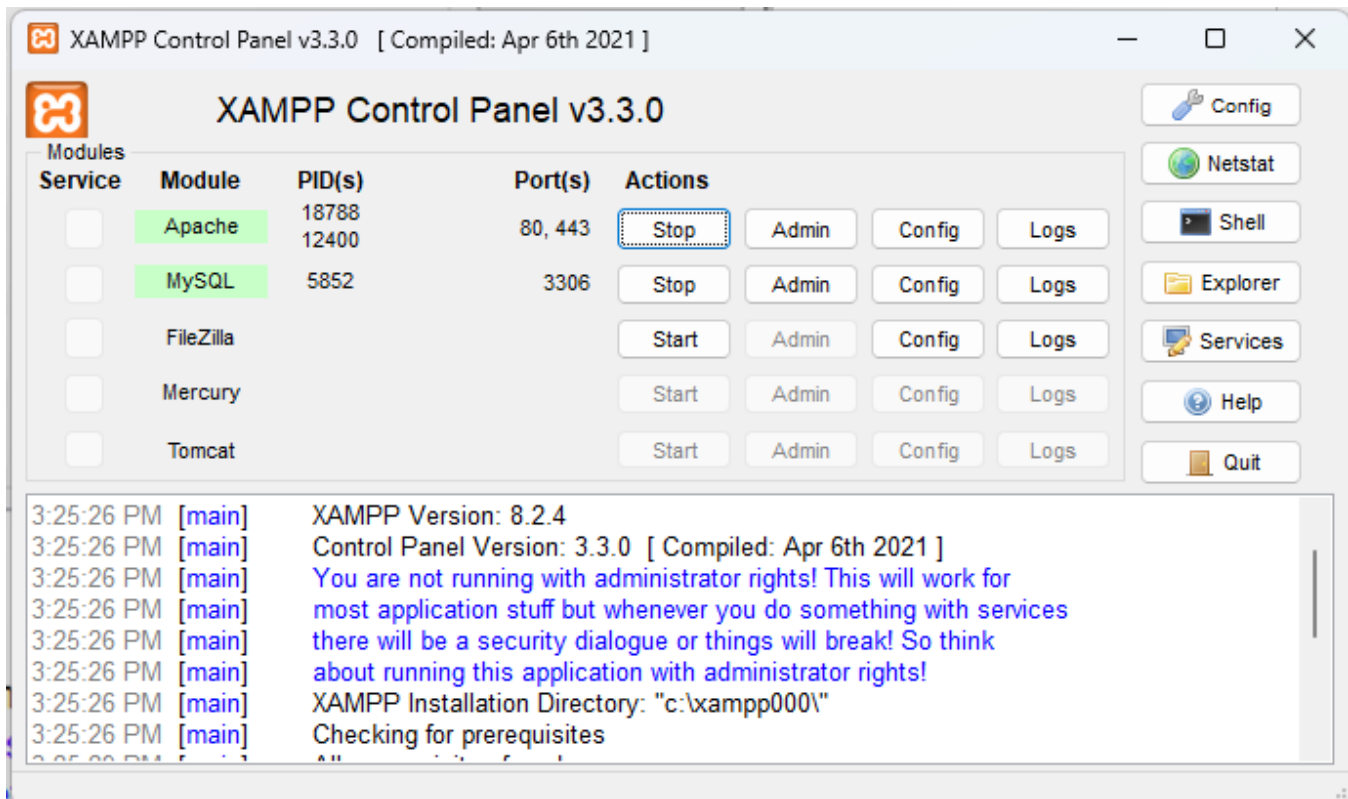 XAMPP Control Panel v3.3.0 [ Compiled: Apr 6th 2021 ]
XAMPP Control Panel v3.3.0
Config
Modules
Service Module PID(s) Port(s) Actions
Netstat
Apache 18788 12400 80, 443 Stop Admin Config Logs
Shell
MySQL 5852 3306 Stop Admin Config Logs
Explorer
FileZilla Start Admin Config Logs
Services
Mercury Start Admin Config Logs
Help
Tomcat Start Admin Config Logs
Quit
3:25:26 PM [main] XAMPP Version: 8.2.4
3:25:26 PM [main] Control Panel Version: 3.3.0 [ Compiled: Apr 6th 2021 ]
3:25:26 PM [main] You are not running with administrator rights! This will work for
3:25:26 PM [main] most application stuff but whenever you do something with services
3:25:26 PM [main] there will be a security dialogue or things will break! So think
3:25:26 PM [main] about running this application with administrator rights!
3:25:26 PM [main] XAMPP Installation Directory: "c:\xampp000\"
3:25:26 PM [main] Checking for prerequisites